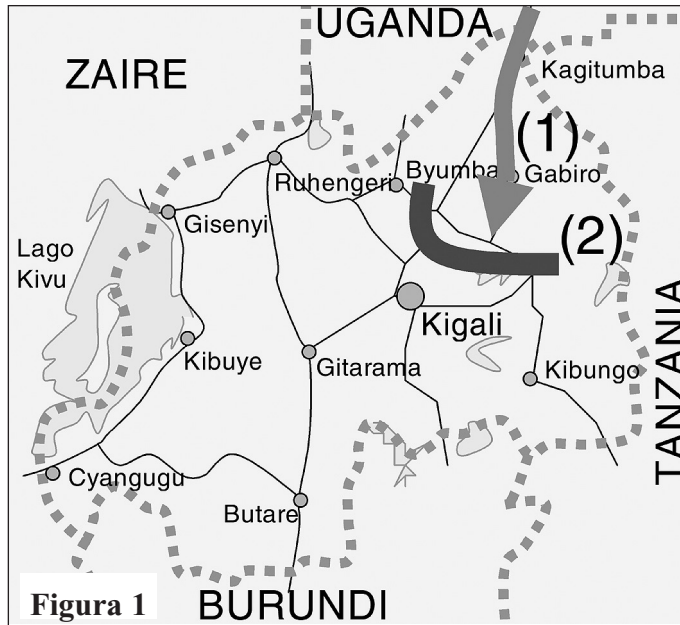 UGANDA
ZAIRE
Kagitumba
(1)
Byumba
Gabiro
Ruhengeri
Gisenyi
(2)
Lago
Kivu
Kigali
TANZANIA
Kibuye
Gitarama
Kibungo
Cyangugu
Butare
Figura 1
BURUNDI